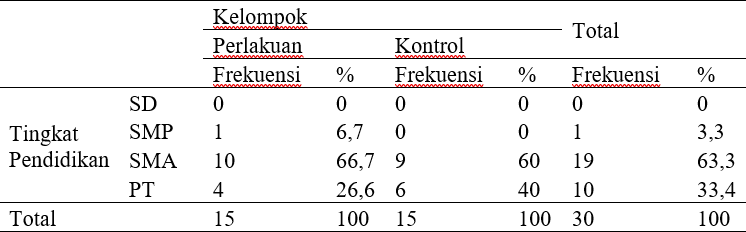 Kelompok
Total
Perlakuan Kontrol
Frekuensi % Frekuensi % Frekuensi %
Tingkat Pendidikan
SD 0 0 0 0 0 0
SMP 1 6,7 0 0 1 3,3
SMA 10 66,7 9 60 19 63,3
PT 4 26,6 6 40 10 33,4
Total 15 100 15 100 30 100